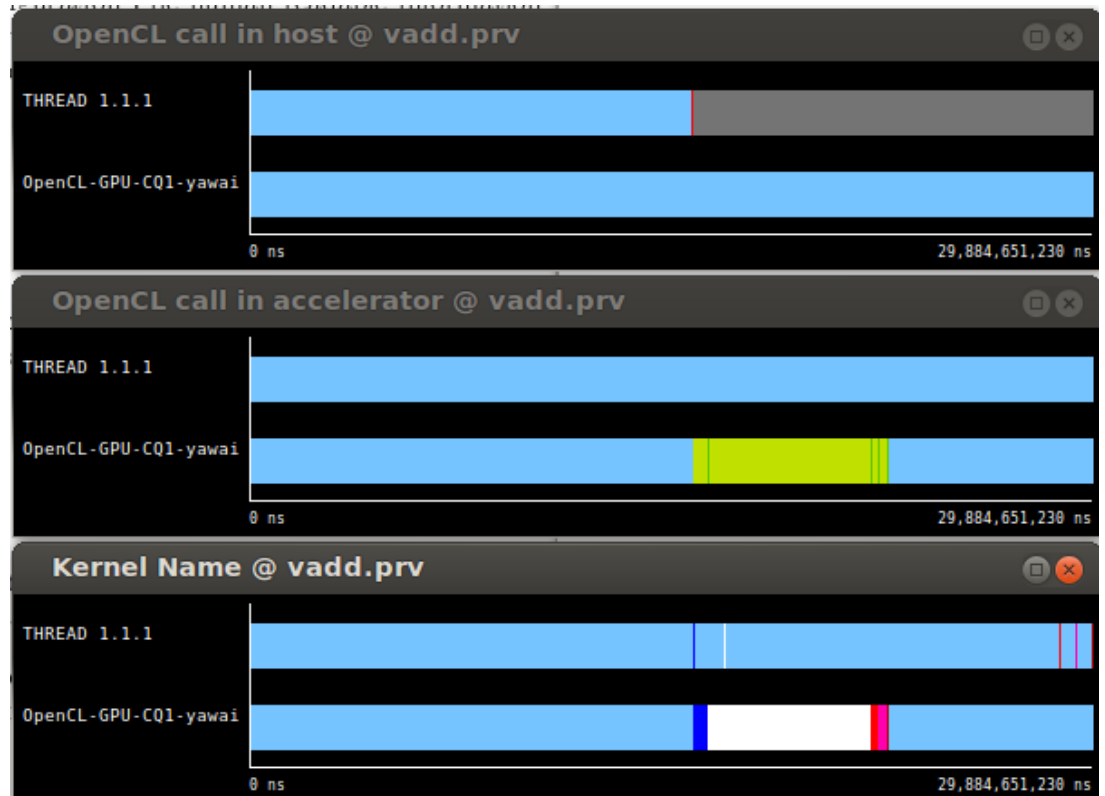 OpenCL call in host @ vadd.prv
THREAD 1.1.1
OpenCL-GPU-CQ1-yawai
0 ns 29,884,651,230 ns
OpenCL call in accelerator @ vadd.prv
THREAD 1.1.1
OpenCL-GPU-CQ1-yawai
0 ns 29,884,651,230 ns
Kernel Name @ vadd.prv
THREAD 1.1.1
OpenCL-GPU-CQ1-yawai
0 ns 29,884,651,230 ns